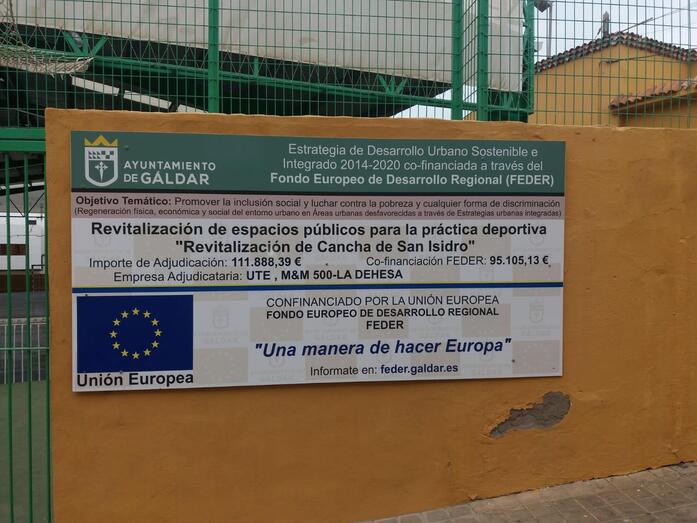 AYUNTAMIENTO
DE GÁLDAR
Estrategia de Desarrollo Urbano Sostenible e
Integrado 2014-2020 co-financiada a través del
Fondo Europeo de Desarrollo Regional (FEDER)
Objetivo Temático: Promover la inclusión social y luchar contra la pobreza y cualquier forma de discriminación
(Regeneración física, económica y social del entorno urbano en Áreas urbanas desfavorecidas a través de Estrategias urbanas integradas)
Revitalización de espacios públicos para la práctica deportiva
"Revitalización de Cancha de San Isidro"
Importe de Adjudicación: 111.888,39 € Co-financiación FEDER: 95.105,13 €
Empresa Adjudicataria: UTE , M&M 500-LA DEHESA
CONFINANCIADO POR LA UNIÓN EUROPEA
FONDO EUROPEO DE DESARROLLO REGIONAL
FEDER
"Una manera de hacer Europa"
Informate en: feder.galdar.es
Unión Europea